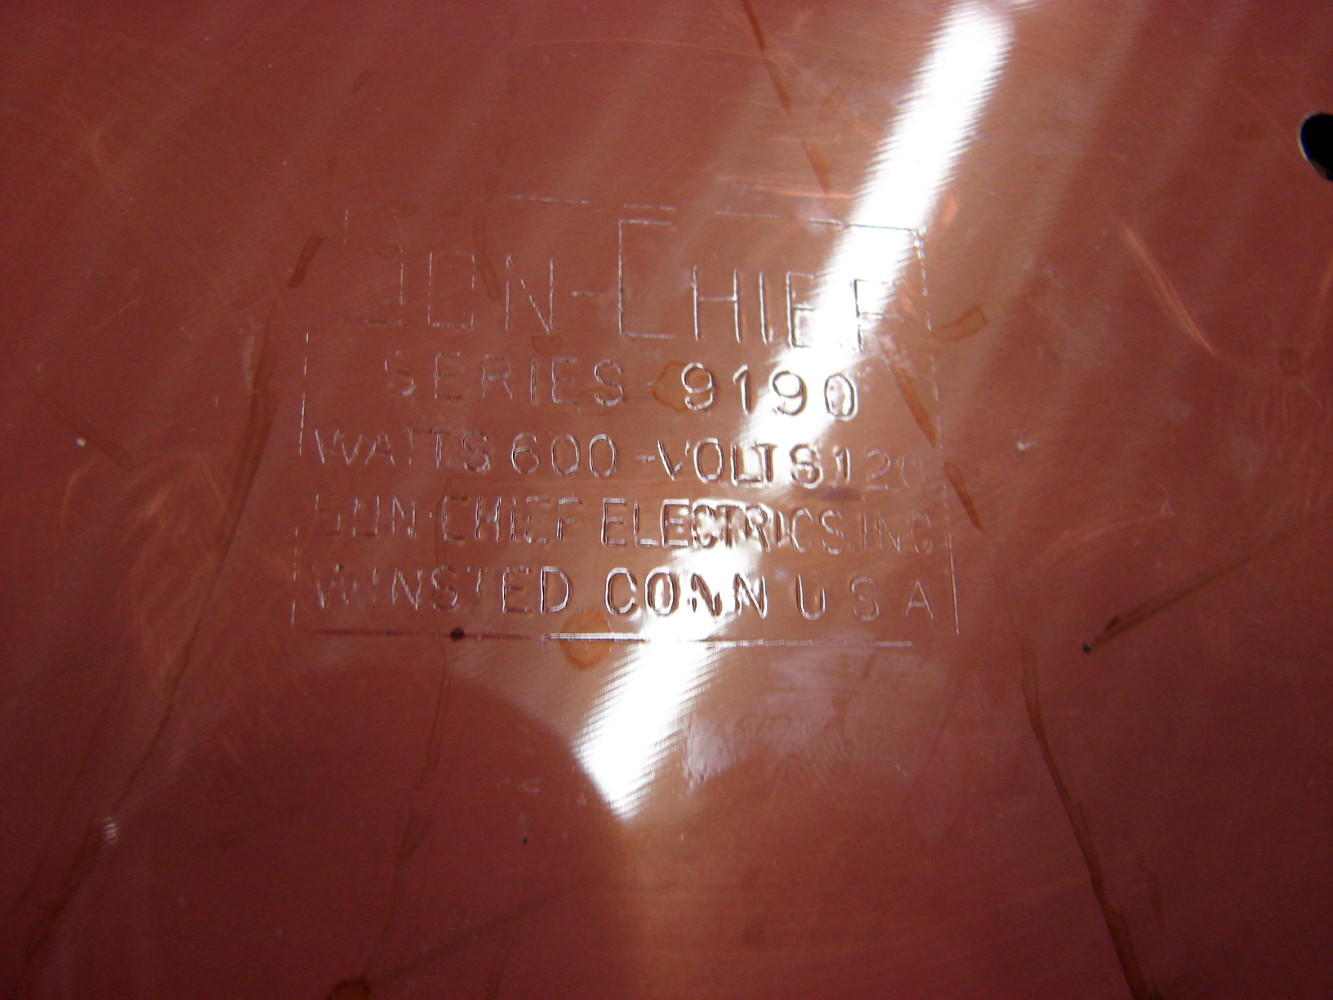 SUN-CHIEF
SERIES 9190
WATTS 600-VOLTS 120
SUN-CHIEF ELECTRICS.INC
WINSTED. CONN U S A